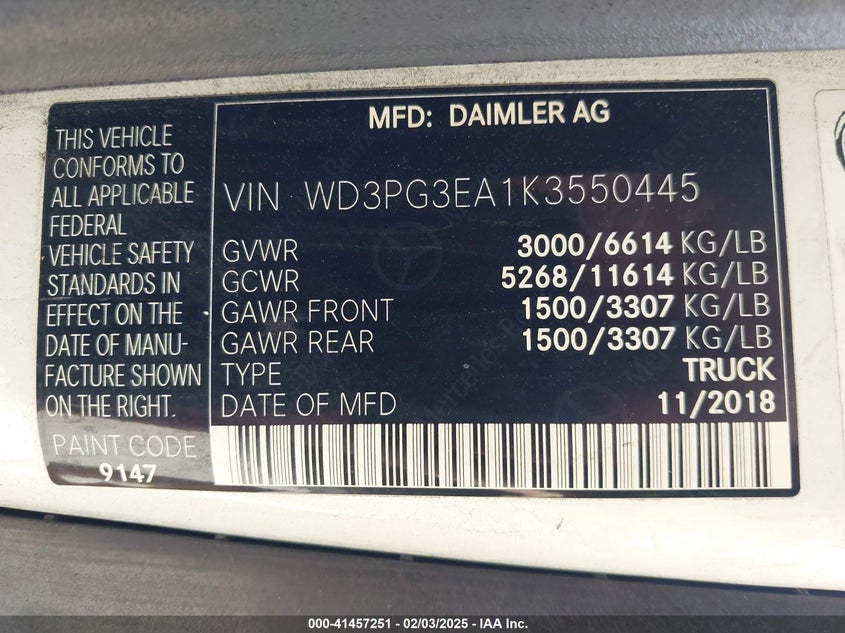 MFD: DAIMLER AG
THIS VEHICLE
CONFORMS TO
ALL APPLICABLE
FEDERAL
VEHICLE SAFETY
STANDARDS IN
EFFECT ON THE
DATE OF MANU-
FACTURE SHOWN
ON THE RIGHT.
PAINT CODE
9147
VIN WD3PG3EA1K3550445
GVWR 3000/6614 KG/LB
GCWR 5268/11614 KG/LB
GAWR FRONT 1500/3307 KG/LB
GAWR REAR 1500/3307 KG/LB
TYPE TRUCK
DATE OF MFD 11/2018
000-41457251 - 02/03/2025 - IAA Inc.